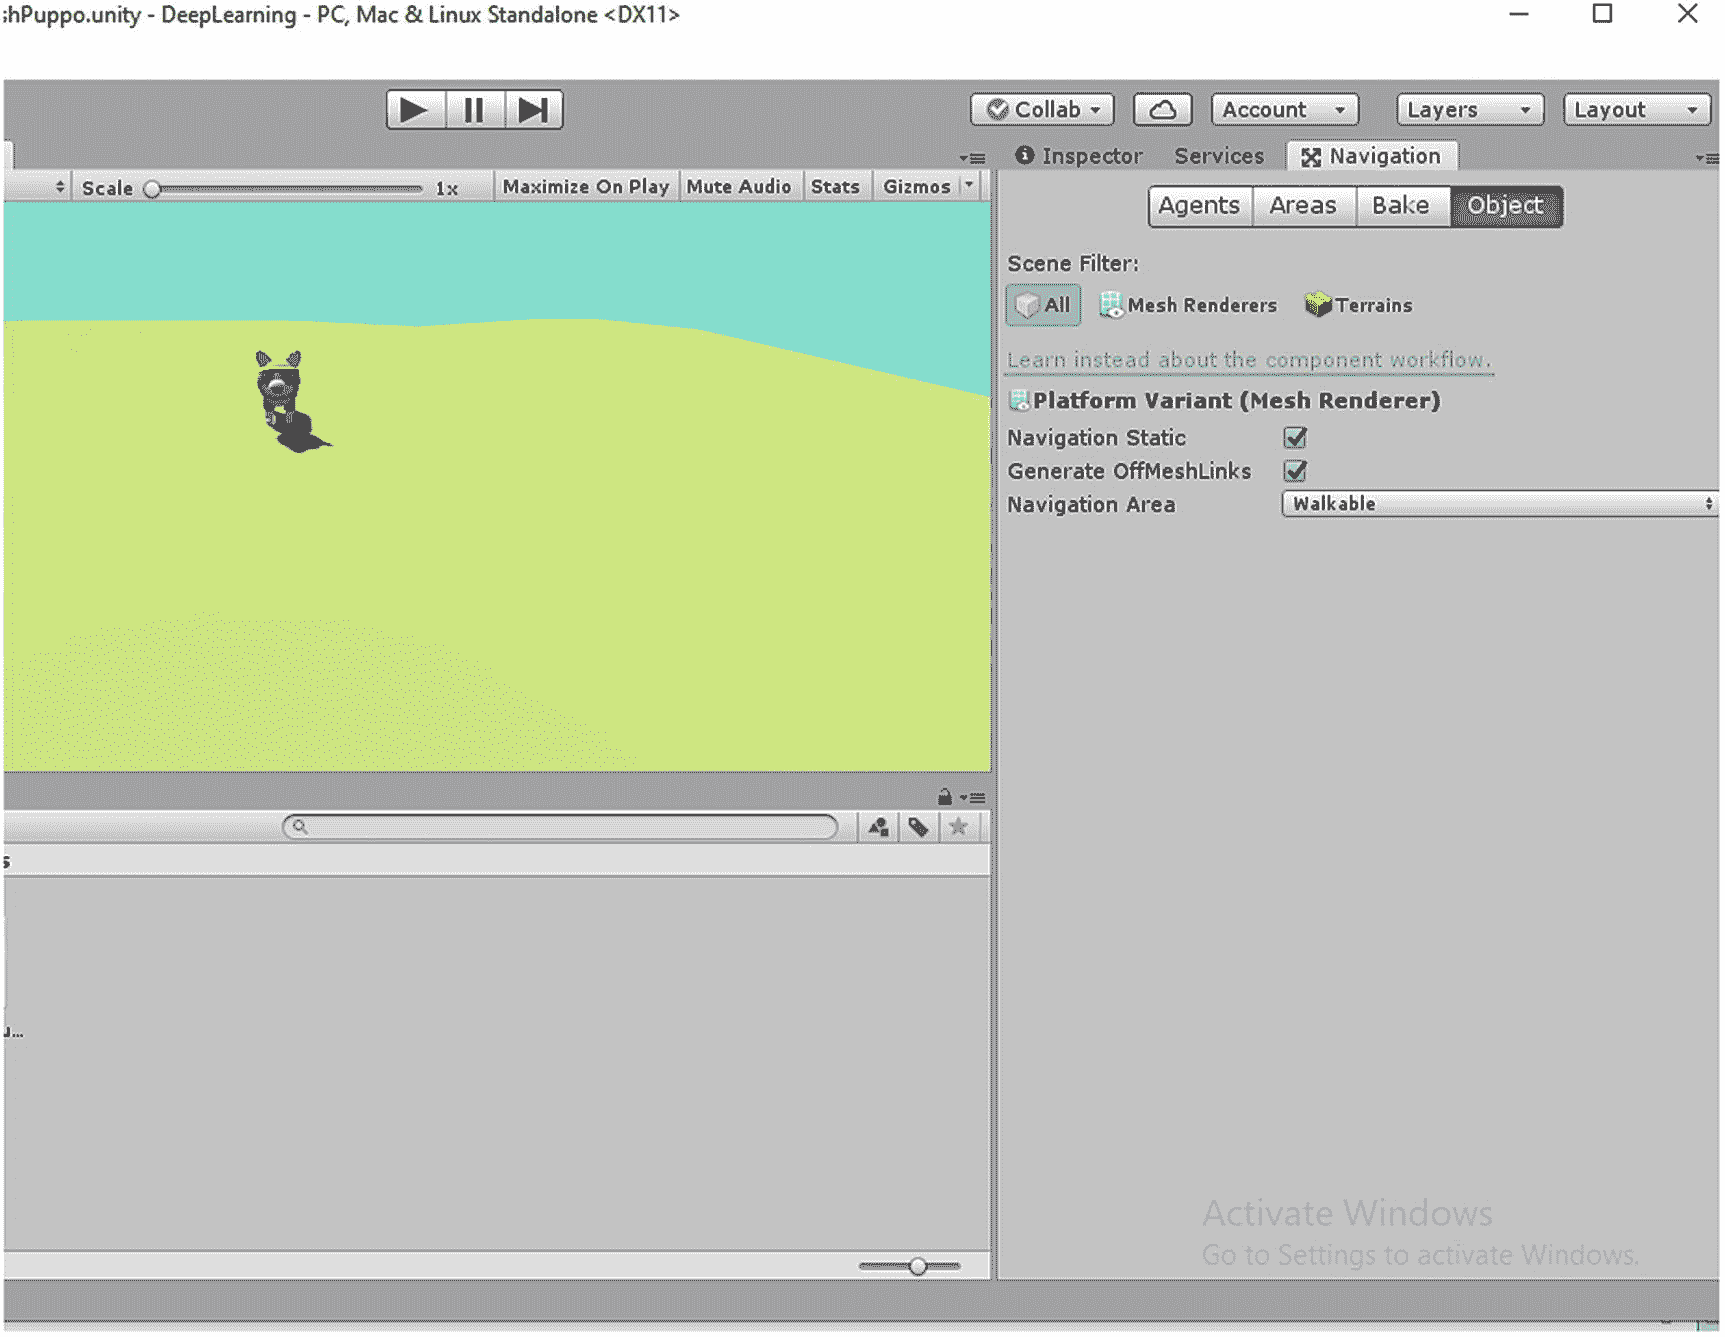 :hPuppo.unity - DeepLearning - PC, Mac & Linux Standalone <DX11>
Collab Account Layers Layout
Inspector Services Navigation
Scale 1x Maximize On Play Mute Audio Stats Gizmos
Agents Areas Bake Object
Scene Filter:
All Mesh Renderers Terrains
Learn instead about the component workflow.
Platform Variant (Mesh Renderer)
Navigation Static
Generate OffMeshLinks
Navigation Area Walkable
s
u...
Activate Windows
Go to Settings to activate Windows.